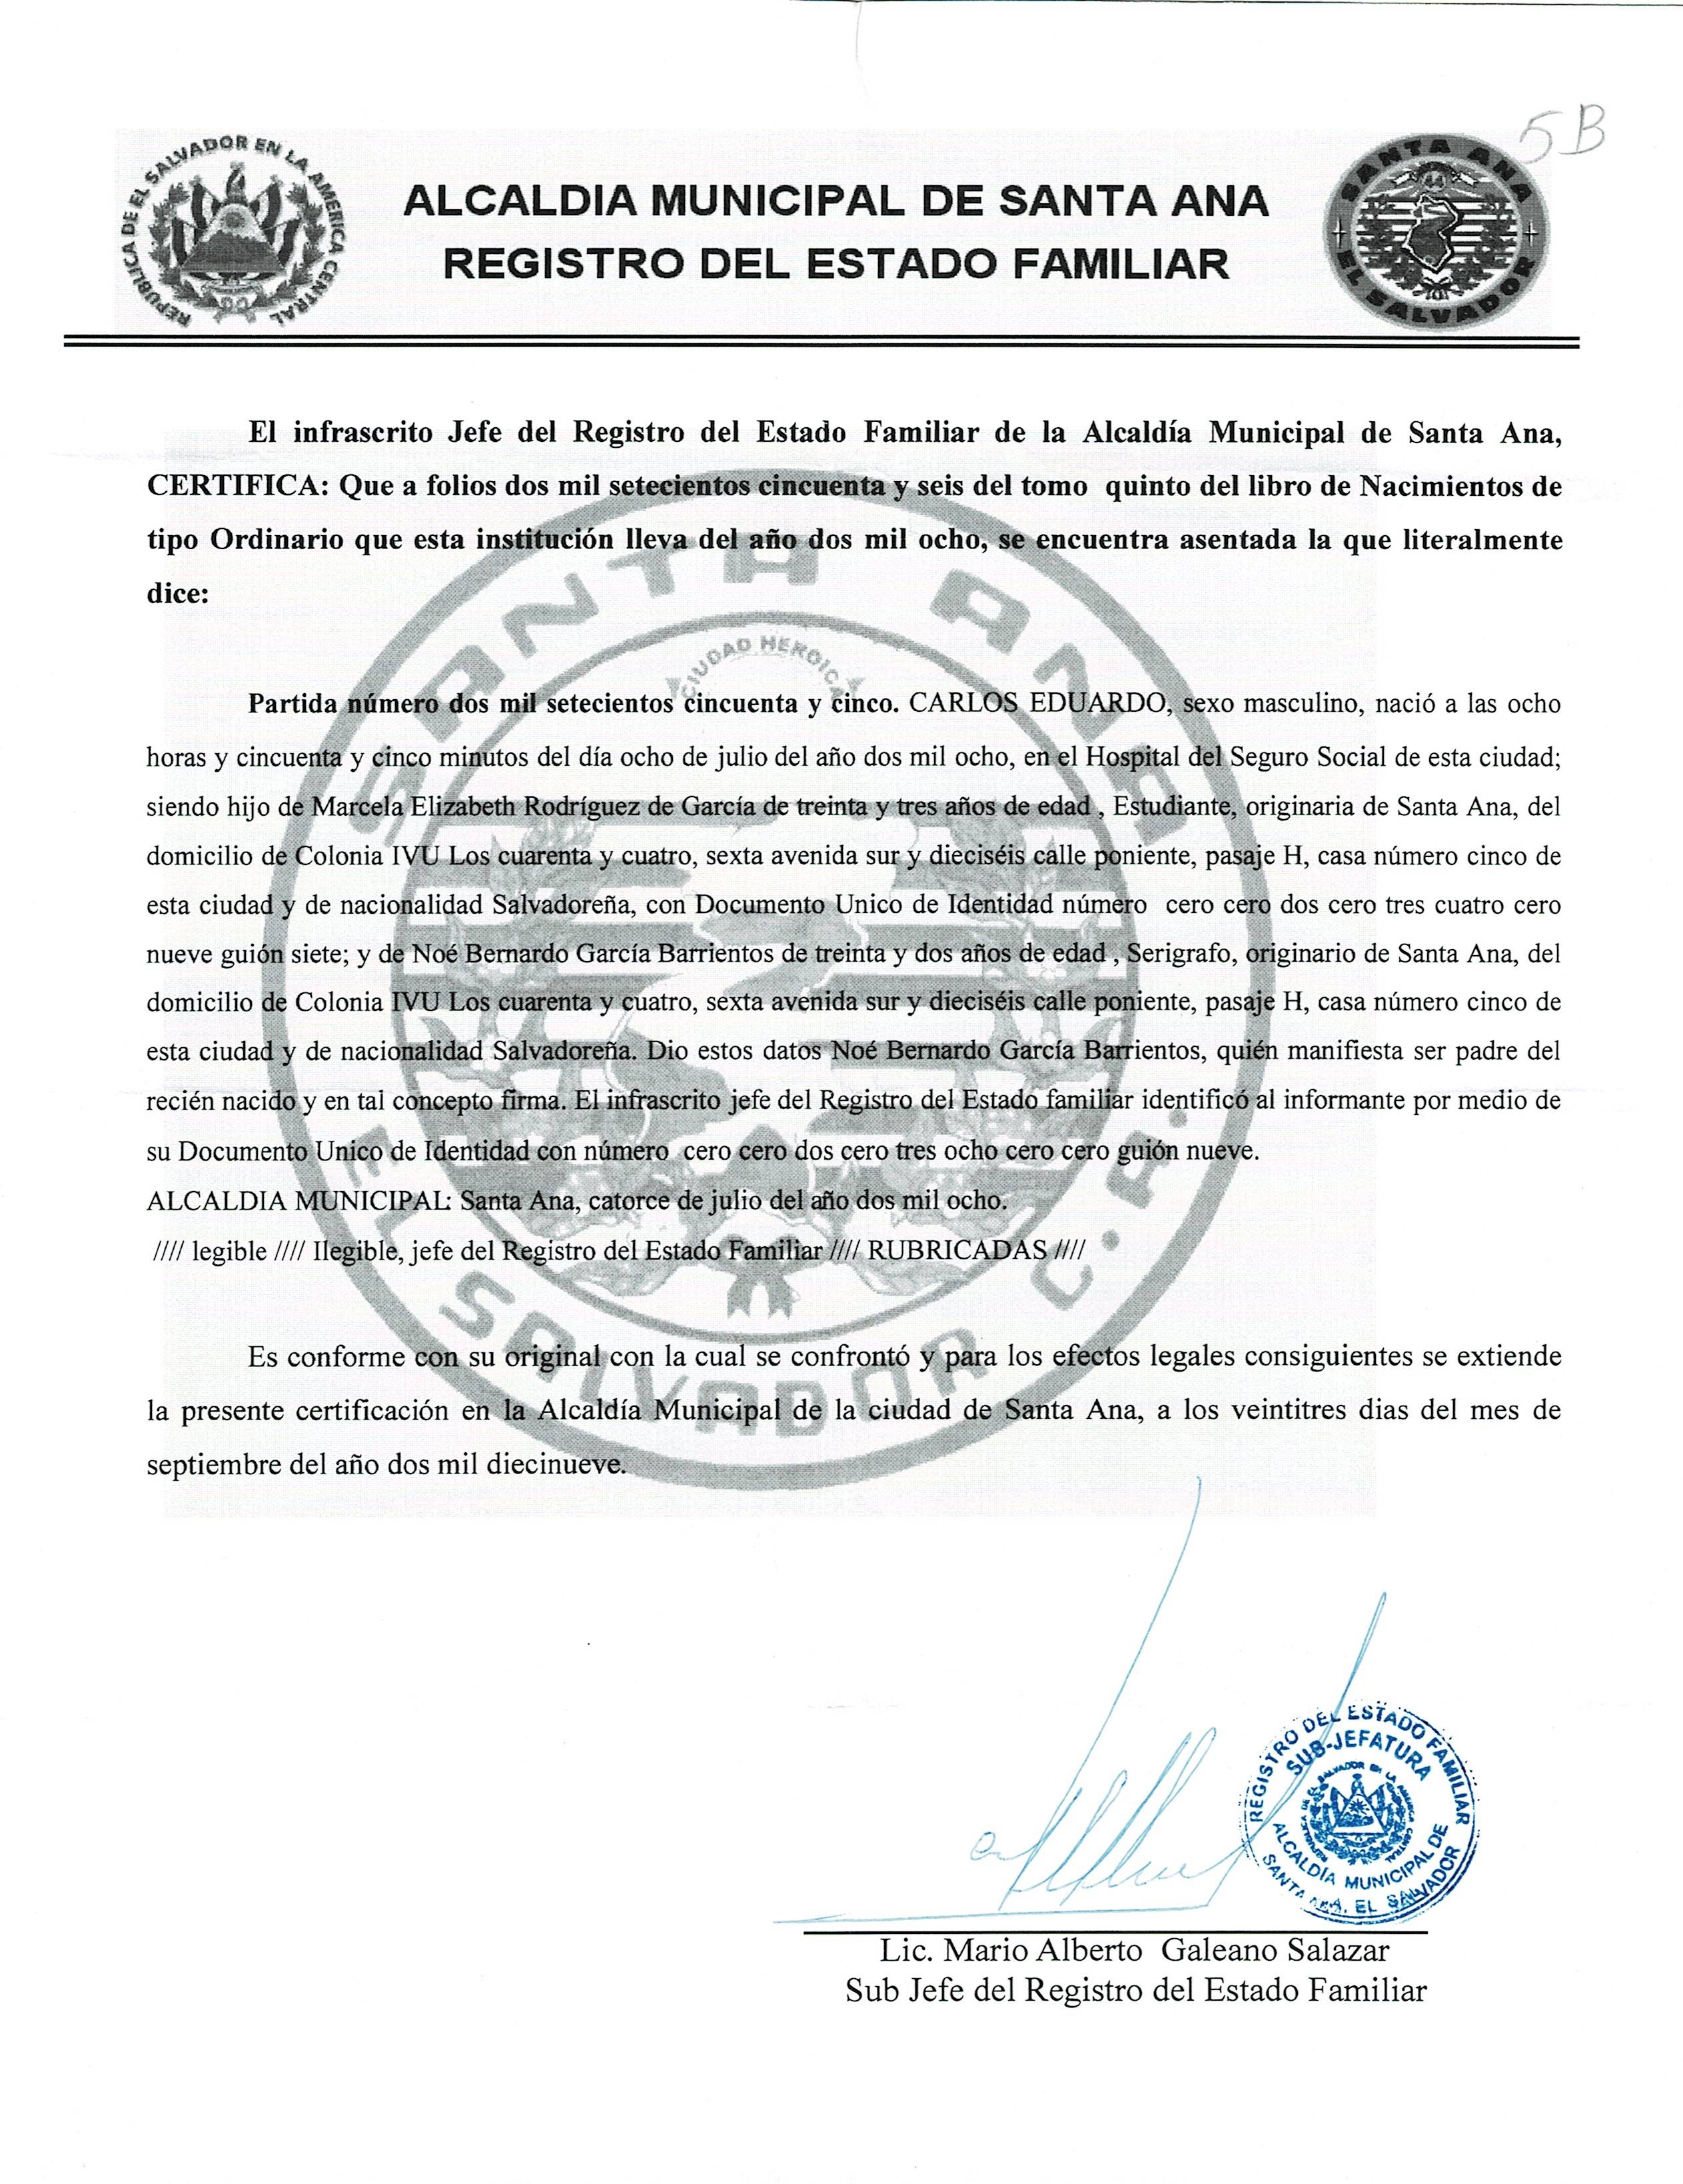 5B
REPUBLICA DE EL SALVADOR EN LA AMERICA CENTRAL
ALCALDIA MUNICIPAL DE SANTA ANA
REGISTRO DEL ESTADO FAMILIAR
SANTA ANA
44
EL SALVADOR
El infrascrito Jefe del Registro del Estado Familiar de la Alcaldía Municipal de Santa Ana,
CERTIFICA: Que a folios dos mil setecientos cincuenta y seis del tomo quinto del libro de Nacimientos de
tipo Ordinario que esta institución lleva del año dos mil ocho, se encuentra asentada la que literalmente
dice:
SANTA ANA
CIUDAD HEROICA
Partida número dos mil setecientos cincuenta y cinco. CARLOS EDUARDO, sexo masculino, nació a las ocho
horas y cincuenta y cinco minutos del día ocho de julio del año dos mil ocho, en el Hospital del Seguro Social de esta ciudad;
siendo hijo de Marcela Elizabeth Rodríguez de García de treinta y tres años de edad , Estudiante, originaria de Santa Ana, del
domicilio de Colonia IVU Los cuarenta y cuatro, sexta avenida sur y dieciséis calle poniente, pasaje H, casa número cinco de
esta ciudad y de nacionalidad Salvadoreña, con Documento Unico de Identidad número cero cero dos cero tres cuatro cero
nueve guión siete; y de Noé Bernardo García Barrientos de treinta y dos años de edad , Serigrafo, originario de Santa Ana, del
domicilio de Colonia IVU Los cuarenta y cuatro, sexta avenida sur y dieciséis calle poniente, pasaje H, casa número cinco de
esta ciudad y de nacionalidad Salvadoreña. Dio estos datos Noé Bernardo García Barrientos, quién manifiesta ser padre del
recién nacido y en tal concepto firma. El infrascrito jefe del Registro del Estado familiar identificó al informante por medio de
su Documento Unico de Identidad con número cero cero dos cero tres ocho cero cero guión nueve.
ALCALDIA MUNICIPAL: Santa Ana, catorce de julio del año dos mil ocho.
//// legible //// Ilegible, jefe del Registro del Estado Familiar //// RUBRICADAS ////
EL SALVADOR C.A.
Es conforme con su original con la cual se confrontó y para los efectos legales consiguientes se extiende
la presente certificación en la Alcaldía Municipal de la ciudad de Santa Ana, a los veintitres dias del mes de
septiembre del año dos mil diecinueve.
REGISTRO DEL ESTADO FAMILIAR
SUB-JEFATURA
ALCALDIA MUNICIPAL DE
SANTA ANA, EL SALVADOR
Lic. Mario Alberto Galeano Salazar
Sub Jefe del Registro del Estado Familiar